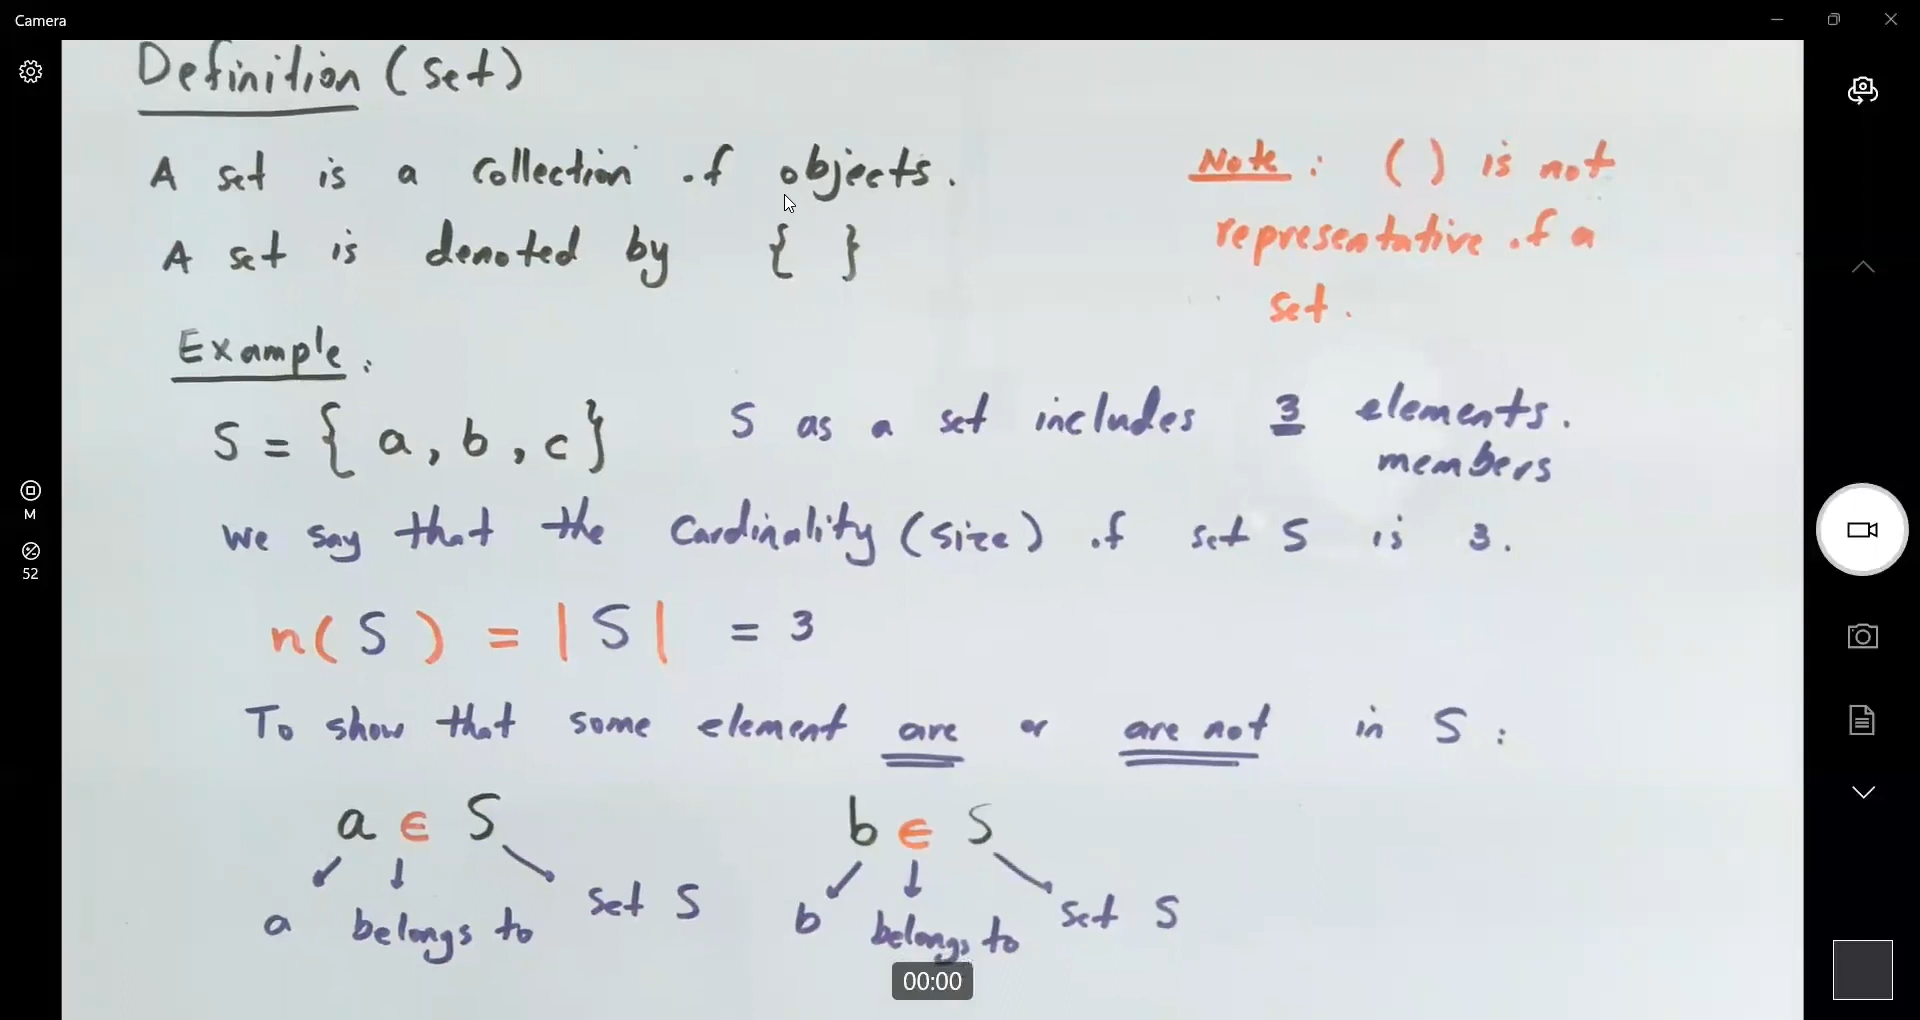 Camera
Definition (set)
A set is a collection of objects.
A set is denoted by { }
Note: ( ) is not
representative of a
set.
Example:
S = { a, b, c }
S as a set includes 3 elements.
members
We say that the Cardinality (size) of set S is 3.
n(S) = |S| = 3
To show that some element are or are not in S:
a ∈ S
b ∈ S
a belongs to set S
b belongs to set S
M
52
00:00